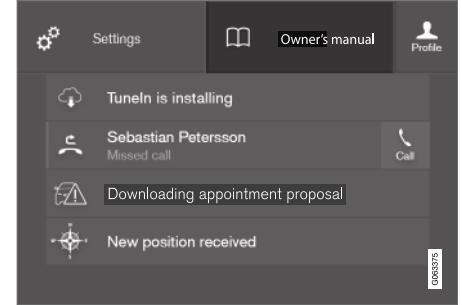 Settings
Owner's manual
Profile
TuneIn is installing
Sebastian Petersson
Missed call
Call
Downloading appointment proposal
New position received
G063375